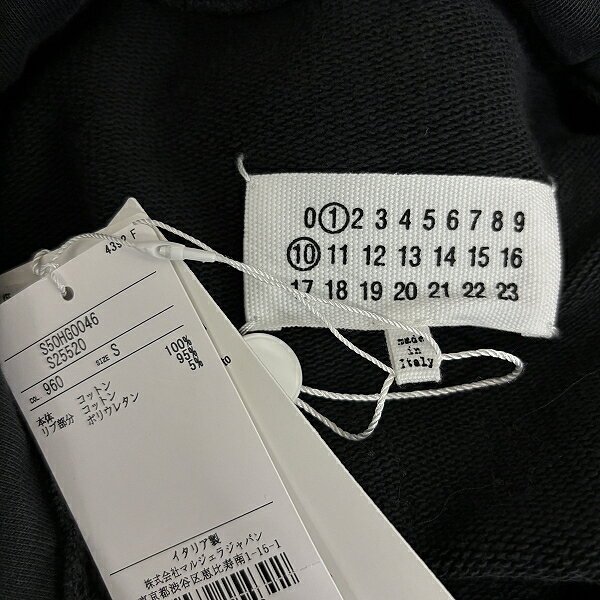 0 1 2 3 4 5 6 7 8 9
10 11 12 13 14 15 16
17 18 19 20 21 22 23
made
in
Italy
S50HG0046
S25520
COL 960 SIZE S
本体 コットン 100%
リブ部分 コットン 95%
ポリウレタン 5%
イタリア製
株式会社マルジェラジャパン
東京都渋谷区恵比寿南1-15-1